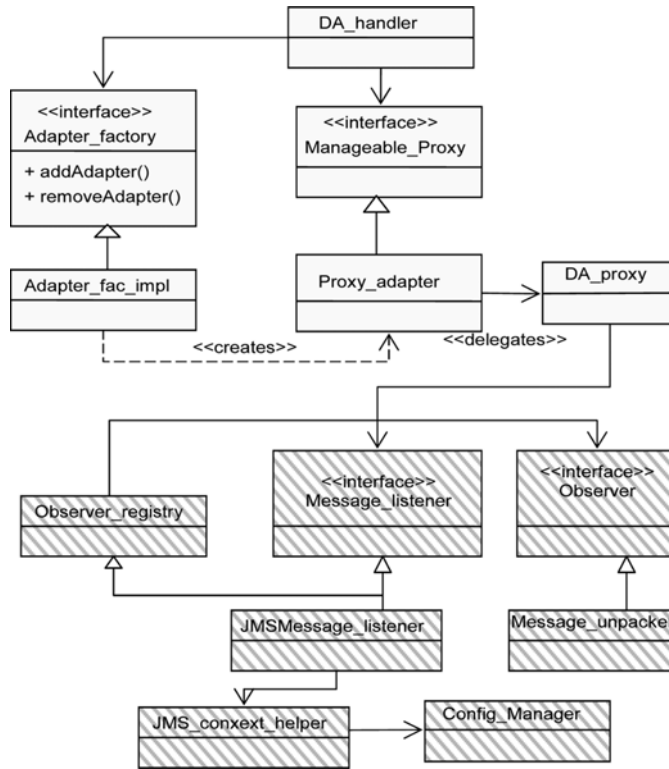 DA_handler
<<interface>>
Adapter_factory
+ addAdapter()
+ removeAdapter()
<<interface>>
Manageable_Proxy
Adapter_fac_impl
Proxy_adapter
DA_proxy
<<creates>>
<<delegates>>
<<interface>>
Message_listener
<<interface>>
Observer
Observer_registry
JMSMessage_listener
Message_unpacke
JMS_conxext_helper
Config_Manager